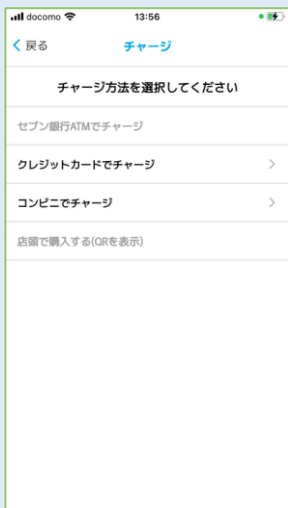 docomo 13:56
戻る チャージ
チャージ方法を選択してください
セブン銀行ATMでチャージ
クレジットカードでチャージ
コンビニでチャージ
店頭で購入する(QRを表示)